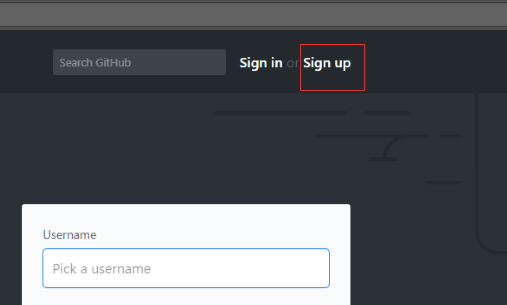 Search GitHub
Sign in or Sign up
Username
Pick a username